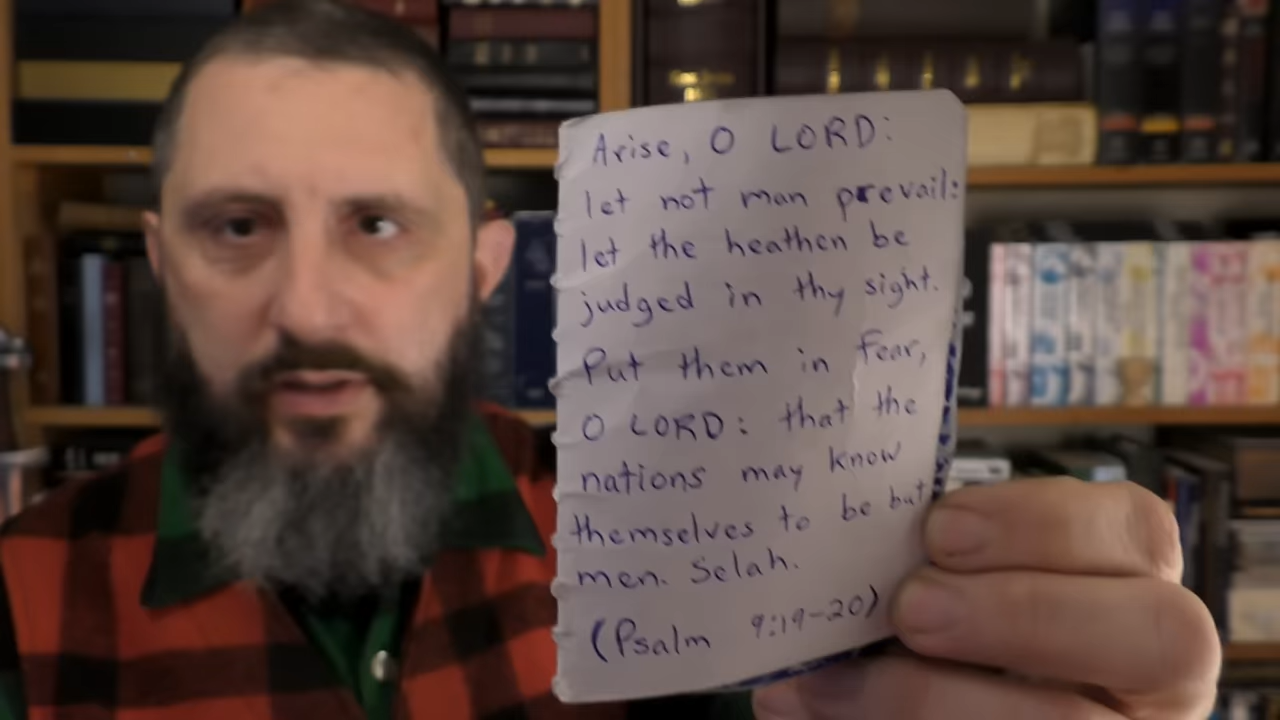 Arise, O LORD:
let not man prevail:
let the heathen be
judged in thy sight.
Put them in fear,
O LORD: that the
nations may know
themselves to be but
men. Selah.
(Psalm 9:19-20)